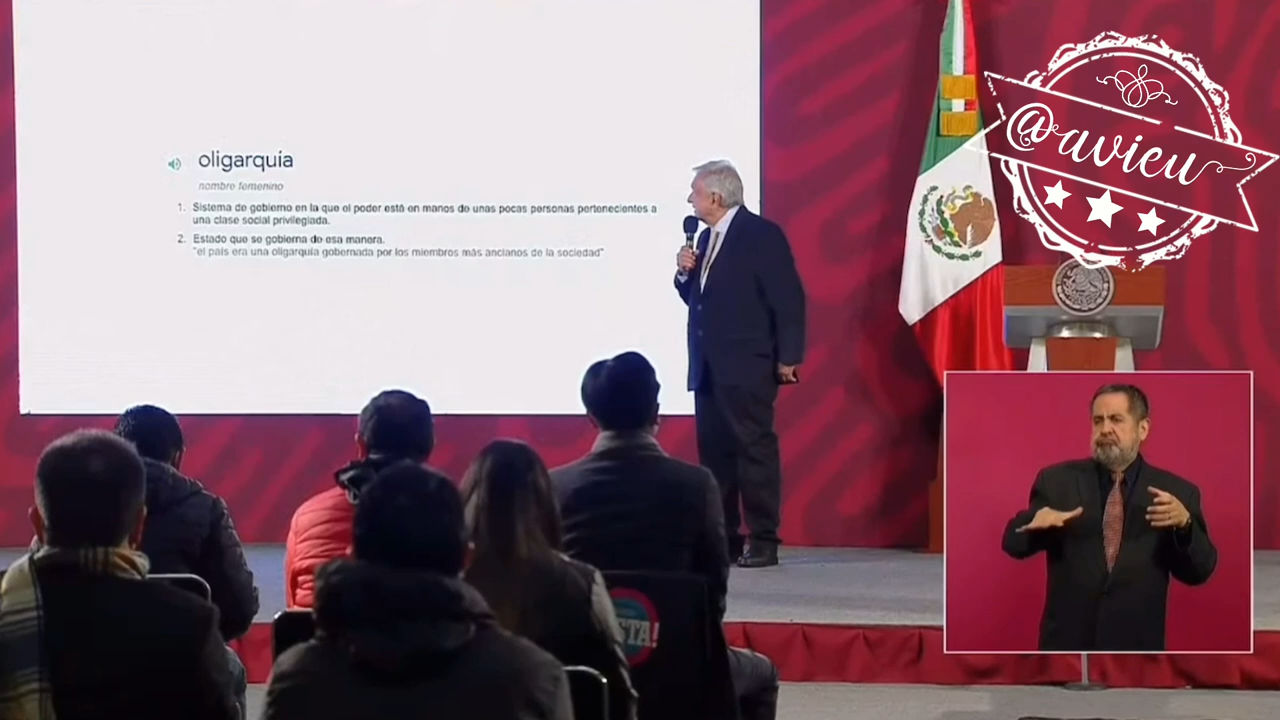 oligarquía
nombre femenino
1. Sistema de gobierno en la que el poder está en manos de unas pocas personas pertenecientes a
una clase social privilegiada.
2. Estado que se gobierna de esa manera.
"el país era una oligarquía gobernada por los miembros más ancianos de la sociedad"
@avieu
STA!